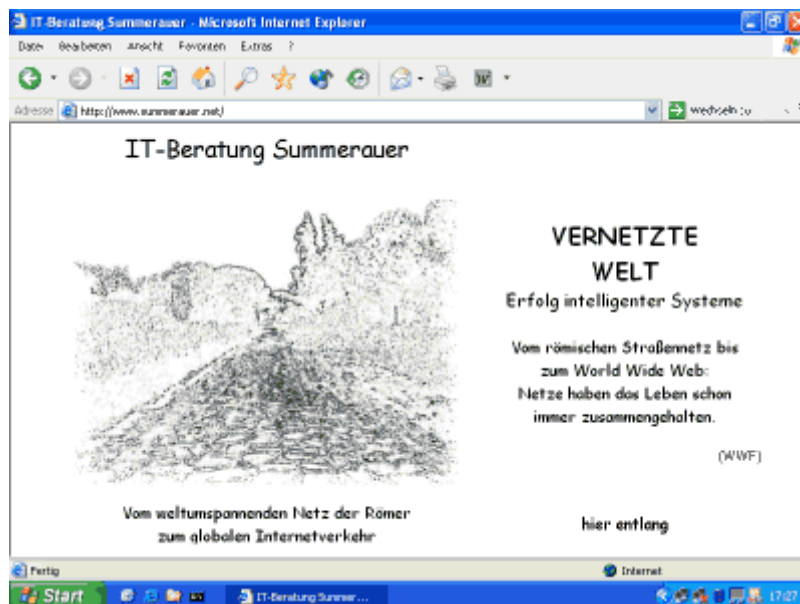 IT-Beratung Summerauer - Microsoft Internet Explorer
Datei Bearbeiten Ansicht Favoriten Extras ?
Adresse http://www.summerauer.net/ Wechseln zu
IT-Beratung Summerauer
VERNETZTE
WELT
Erfolg intelligenter Systeme
Vom römischen Straßennetz bis
zum World Wide Web:
Netze haben das Leben schon
immer zusammengehalten.
(WWF)
Vom weltumspannenden Netz der Römer
zum globalen Internetverkehr
hier entlang
Fertig Internet
Start IT-Beratung Summer... 17:27